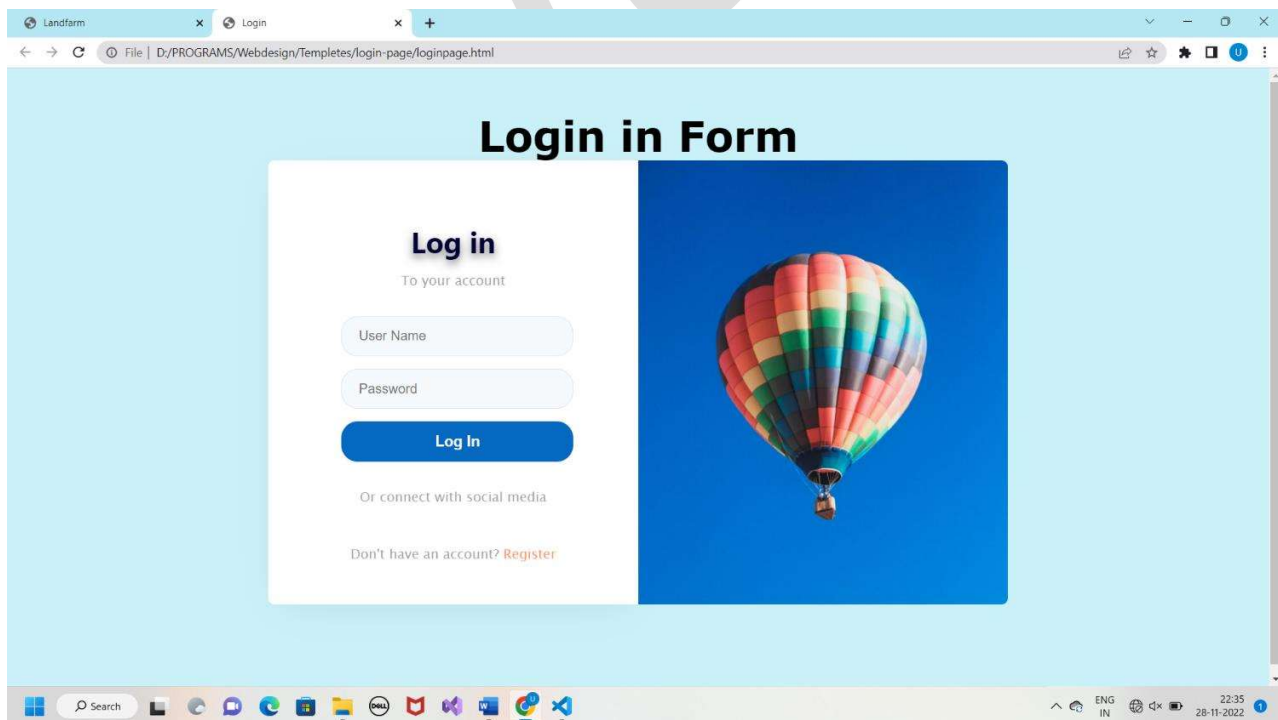 Landfarm
Login
File | D:/PROGRAMS/Webdesign/Templetes/login-page/loginpage.html
U
Login in Form
Log in
To your account
User Name
Password
Log In
Or connect with social media
Don't have an account? Register
Search
DELL
U
ENG
IN
22:35
28-11-2022
1